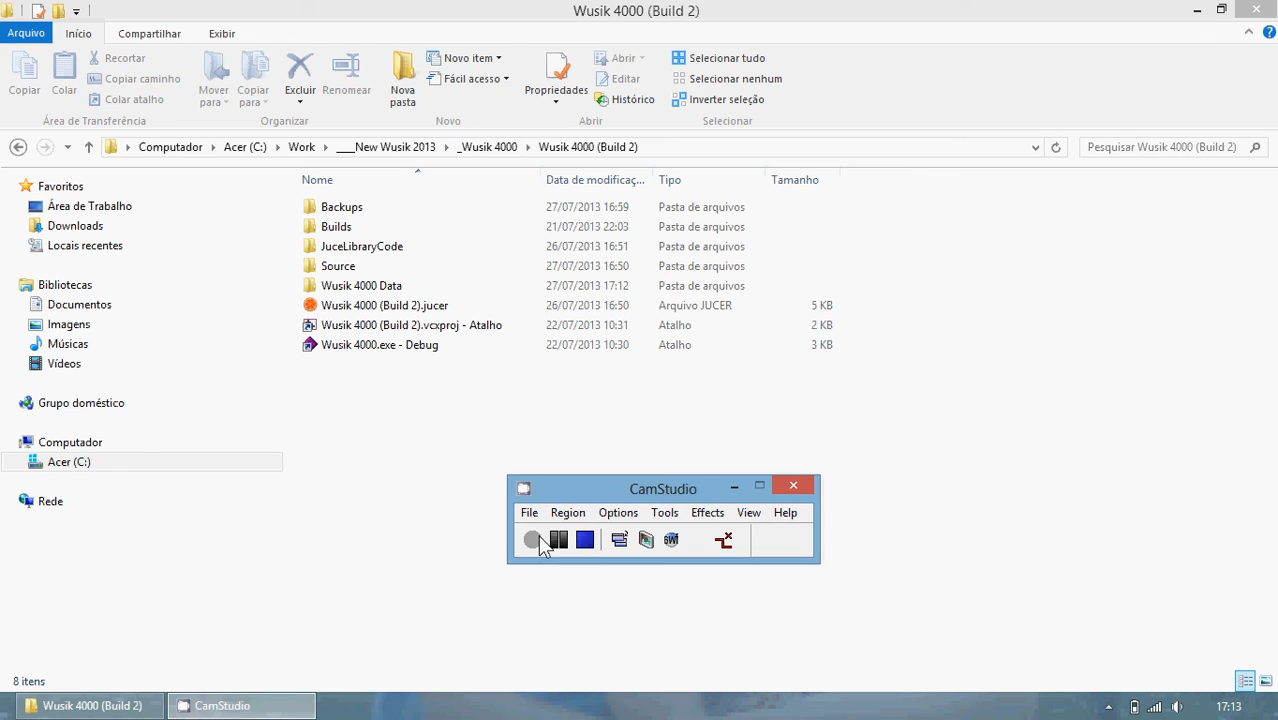 Wusik 4000 (Build 2)
Arquivo Início Compartilhar Exibir
Copiar
Colar
Recortar
Copiar caminho
Colar atalho
Área de Transferência
Mover para
Copiar para
Excluir
Renomear
Organizar
Nova pasta
Novo item
Fácil acesso
Novo
Propriedades
Abrir
Editar
Histórico
Abrir
Selecionar tudo
Selecionar nenhum
Inverter seleção
Selecionar
Computador Acer (C:) Work ____New Wusik 2013 _Wusik 4000 Wusik 4000 (Build 2)
Pesquisar Wusik 4000 (Build 2)
Favoritos
Área de Trabalho
Downloads
Locais recentes
Bibliotecas
Documentos
Imagens
Músicas
Vídeos
Grupo doméstico
Computador
Acer (C:)
Rede
Nome Data de modificaç... Tipo Tamanho
Backups 27/07/2013 16:59 Pasta de arquivos
Builds 21/07/2013 22:03 Pasta de arquivos
JuceLibraryCode 26/07/2013 16:51 Pasta de arquivos
Source 27/07/2013 16:50 Pasta de arquivos
Wusik 4000 Data 27/07/2013 17:12 Pasta de arquivos
Wusik 4000 (Build 2).jucer 26/07/2013 16:50 Arquivo JUCER 5 KB
Wusik 4000 (Build 2).vcxproj - Atalho 22/07/2013 10:31 Atalho 2 KB
Wusik 4000.exe - Debug 22/07/2013 10:30 Atalho 3 KB
CamStudio
File Region Options Tools Effects View Help
SWF
8 itens
Wusik 4000 (Build 2) CamStudio 17:13